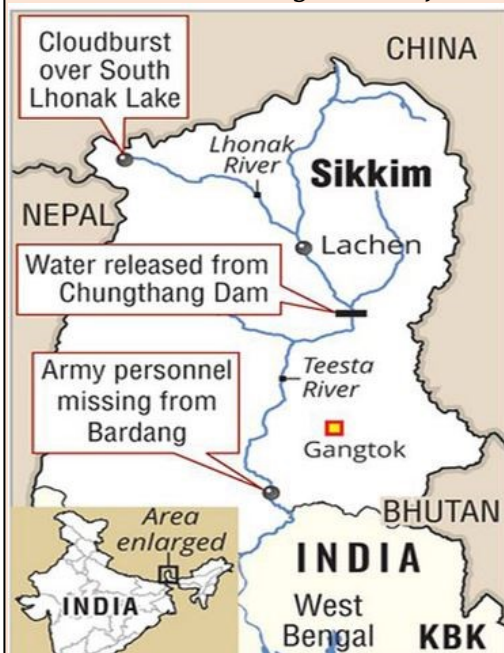 Cloudburst
over South
Lhonak Lake
CHINA
Lhonak
River
Sikkim
NEPAL
Lachen
Water released from
Chungthang Dam
Army personnel
missing from
Bardang
Teesta
River
Gangtok
BHUTAN
Area
enlarged
INDIA
INDIA
West
Bengal
KBK